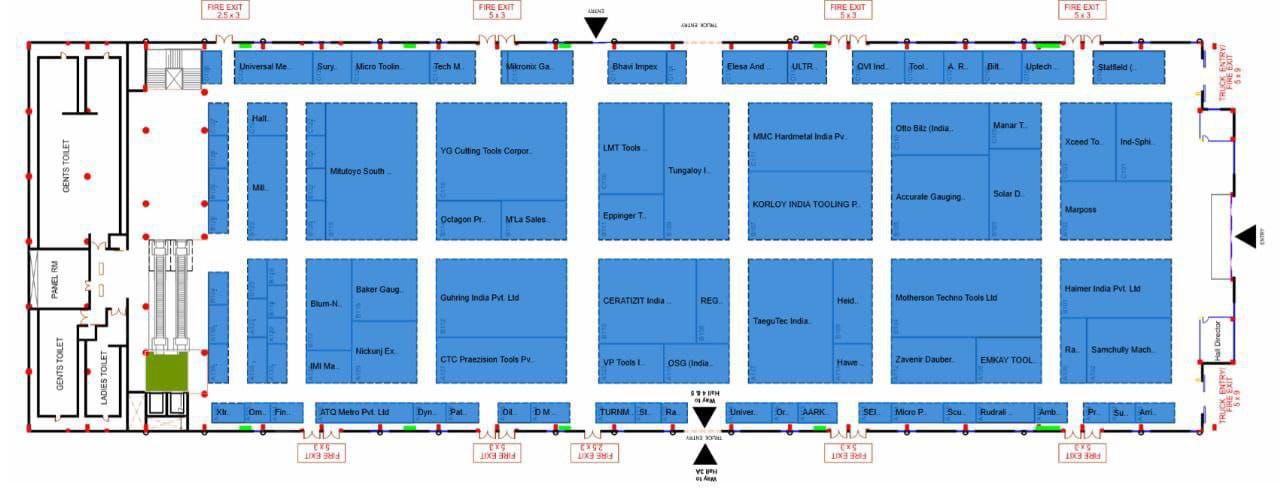 FIRE EXIT
2.5 x 3
FIRE EXIT
5 x 3
ENTRY
TRUCK ENTRY
FIRE EXIT
5 x 3
FIRE EXIT
5 x 3
Universal Me..
Sury..
Micro Toolin..
Tech M..
Mikronix Ga..
Bhavi Impex
Elesa And ..
ULTR..
QVI Ind..
Tool..
A. R..
Bilt..
Uptech ..
Statfield (..
TRUCK ENTRY/
FIRE EXIT
5 x 9
GENTS TOILET
Hall..
Mill..
Mitutoyo South ..
YG Cutting Tools Corpor..
Octagon Pr..
M'La Sales..
LMT Tools ..
Eppinger T..
Tungaloy I..
MMC Hardmetal India Pv..
KORLOY INDIA TOOLING P..
Otto Bilz (India..
Manar T..
Accurate Gauging..
Solar D..
Xceed To..
Ind-Sphi..
Marposs
ENTRY
PANEL RM
Blum-N..
Baker Gaug..
Nickunj Ex..
IMI Ma..
Guhring India Pvt. Ltd
CTC Praezision Tools Pv..
CERATIZIT India ..
REG..
VP Tools I..
OSG (India..
TaeguTec India..
Heid..
Hawe ..
Motherson Techno Tools Ltd
Zavenir Dauber..
EMKAY TOOL..
Haimer India Pvt. Ltd
Ra..
Samchully Mach..
Hall Director
GENTS TOILET
LADIES TOILET
Way to
Hall 4 & 5
TRUCK ENTRY/
FIRE EXIT
5 x 9
Xtr..
Om..
Fin..
ATQ Metro Pvt. Ltd
Dyn..
Pat..
Oil..
D M ..
TURNM..
St..
Ra..
Univer..
Or..
AARK..
SEI..
Micro P..
Scu..
Rudrali ..
Amb..
Pr..
Su..
Arri..
TRUCK ENTRY
FIRE EXIT
5 x 3
FIRE EXIT
5 x 3
FIRE EXIT
2.5 x 3
Way to
Hall 3A
FIRE EXIT
5 x 3
FIRE EXIT
5 x 3